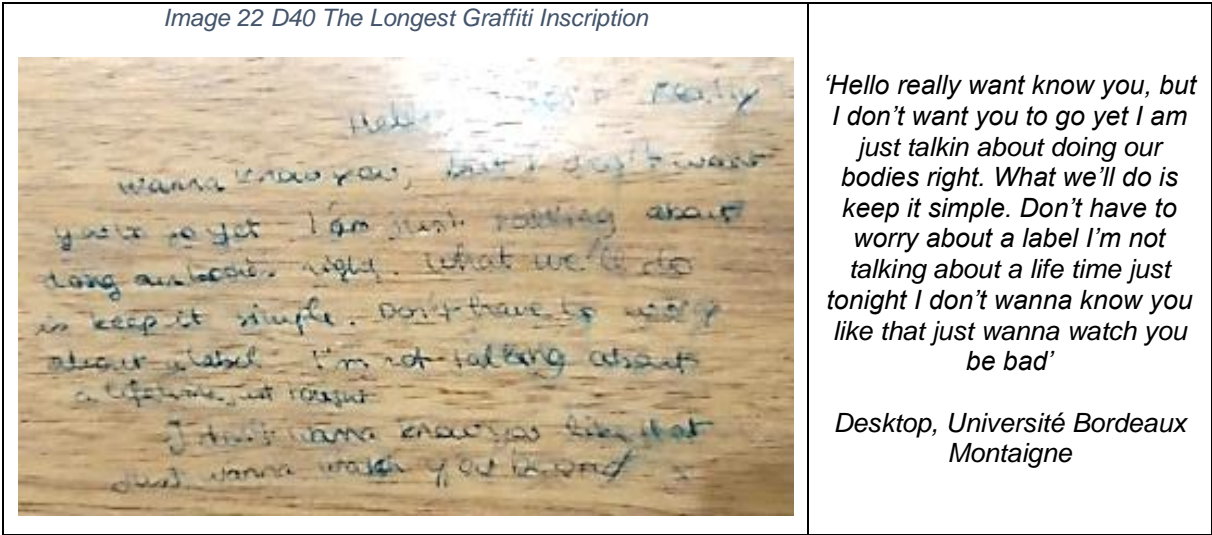 Image 22 D40 The Longest Graffiti Inscription
Really
wanna know you, but I don't want
you to go yet I am just talking about
doing our bodies right. What we'll do
is keep it simple. Don't have to worry
about a label I'm not talking about
a lifetime just tonight
I don't wanna know you like that
Just wanna watch you
‘Hello really want know you, but
I don’t want you to go yet I am
just talkin about doing our
bodies right. What we’ll do is
keep it simple. Don’t have to
worry about a label I’m not
talking about a life time just
tonight I don’t wanna know you
like that just wanna watch you
be bad’
Desktop, Université Bordeaux
Montaigne